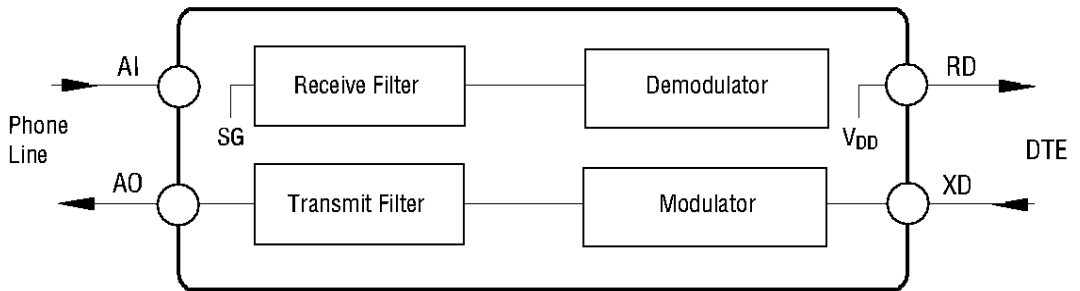 AI
Receive Filter
Demodulator
RD
Phone
Line
SG
VDD
DTE
AO
Transmit Filter
Modulator
XD